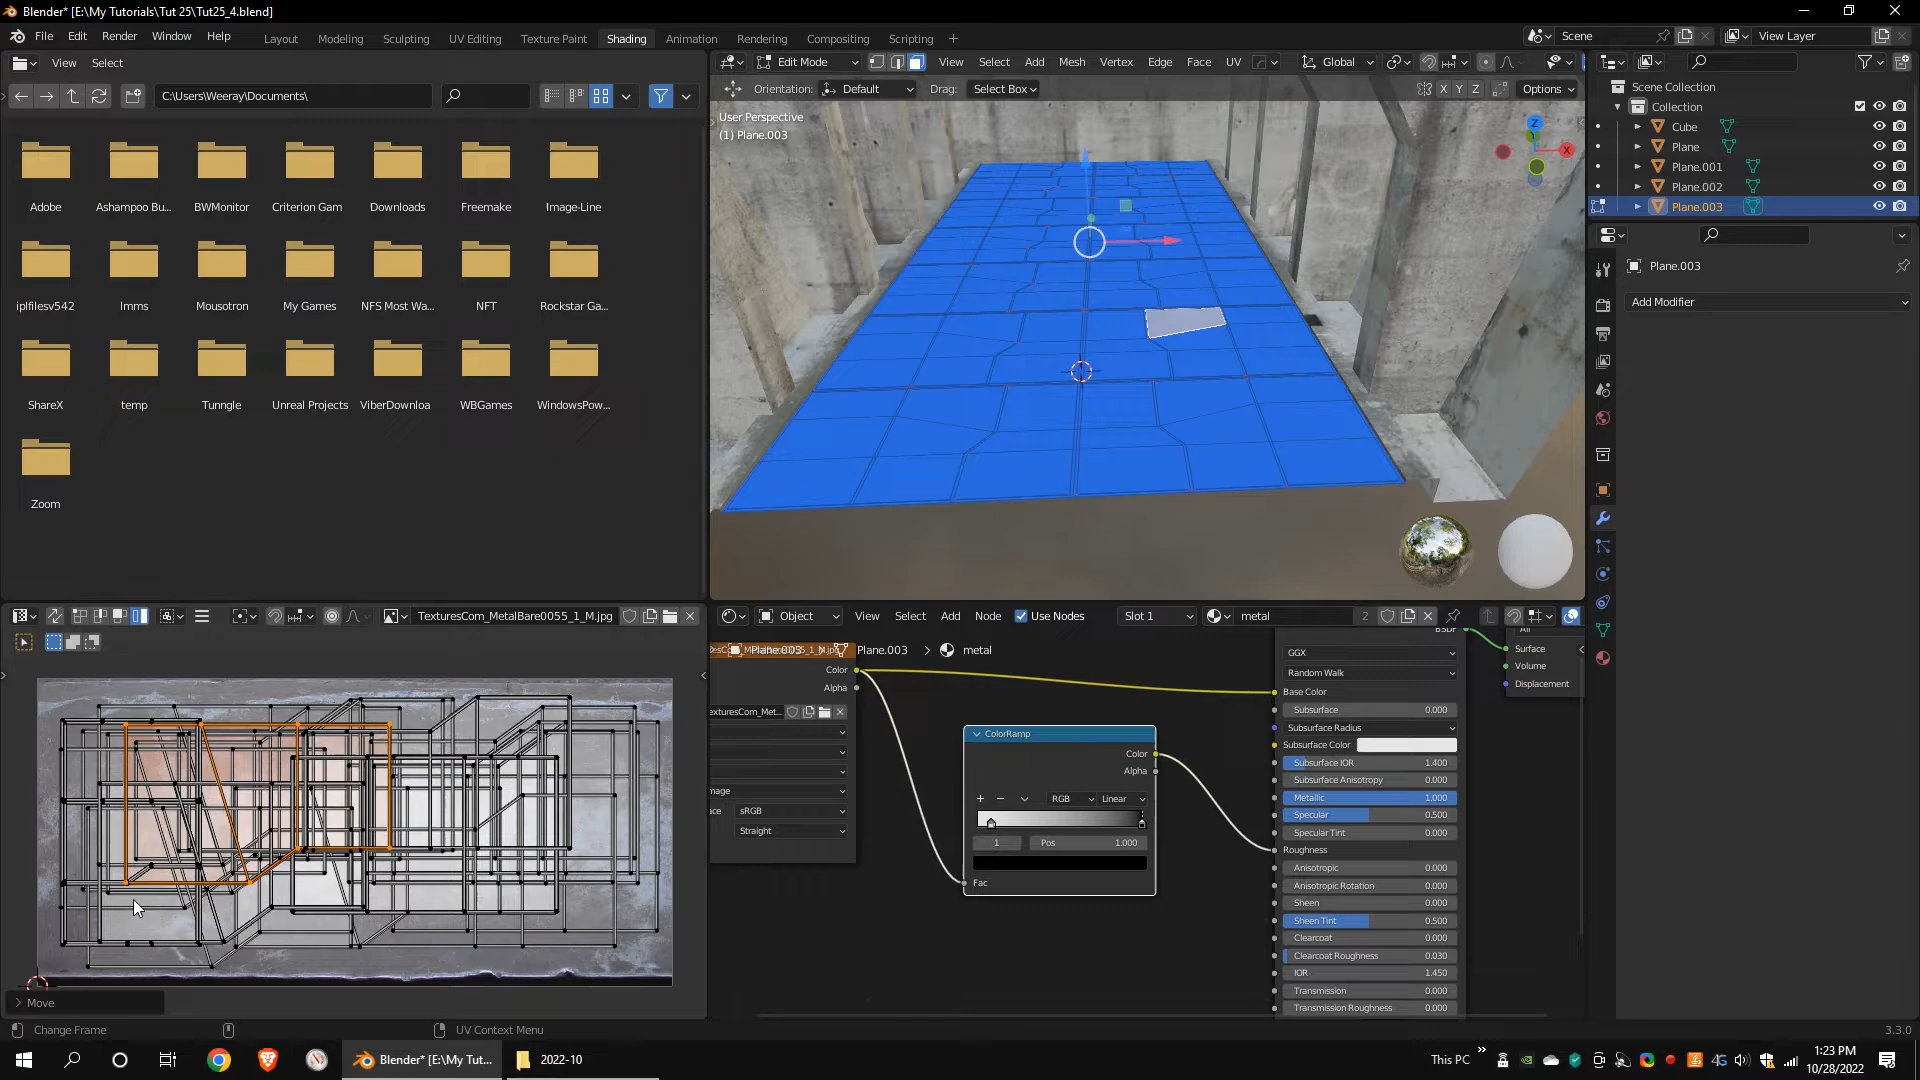 Blender* [E:\My Tutorials\Tut 25\Tut25_4.blend]
File Edit Render Window Help
Layout Modeling Sculpting UV Editing Texture Paint Shading Animation Rendering Compositing Scripting
Scene
View Layer
View Select
C:\Users\Weeray\Documents\
Adobe
Ashampoo Bu...
BWMonitor
Criterion Gam
Downloads
Freemake
Image-Line
iplfilesv542
lmms
Mousotron
My Games
NFS Most Wa...
NFT
Rockstar Ga...
ShareX
temp
Tunngle
Unreal Projects
ViberDownloa
WBGames
WindowsPow...
Zoom
Edit Mode
View Select Add Mesh Vertex Edge Face UV
Global
Orientation: Default Drag: Select Box
X Y Z
Options
User Perspective
(1) Plane.003
Z
X
Scene Collection
Collection
Cube
Plane
Plane.001
Plane.002
Plane.003
Plane.003
Add Modifier
TexturesCom_MetalBare0055_1_M.jpg
Move
Object View Select Add Node Use Nodes Slot 1 metal 2
Plane.003 > Plane.003 > metal
Color
Alpha
sRGB
Straight
ColorRamp
Color
Alpha
RGB Linear
1 Pos 1.000
Fac
BSDF
GGX
Random Walk
Base Color
Subsurface 0.000
Subsurface Radius
Subsurface Color
Subsurface IOR 1.400
Subsurface Anisotropy 0.000
Metallic 1.000
Specular 0.500
Specular Tint 0.000
Roughness
Anisotropic 0.000
Anisotropic Rotation 0.000
Sheen 0.000
Sheen Tint 0.500
Clearcoat 0.000
Clearcoat Roughness 0.030
IOR 1.450
Transmission 0.000
Transmission Roughness 0.000
All
Surface
Volume
Displacement
Change Frame
UV Context Menu
3.3.0
Blender* [E:\My Tut...
2022-10
This PC
4G
1:23 PM
10/28/2022